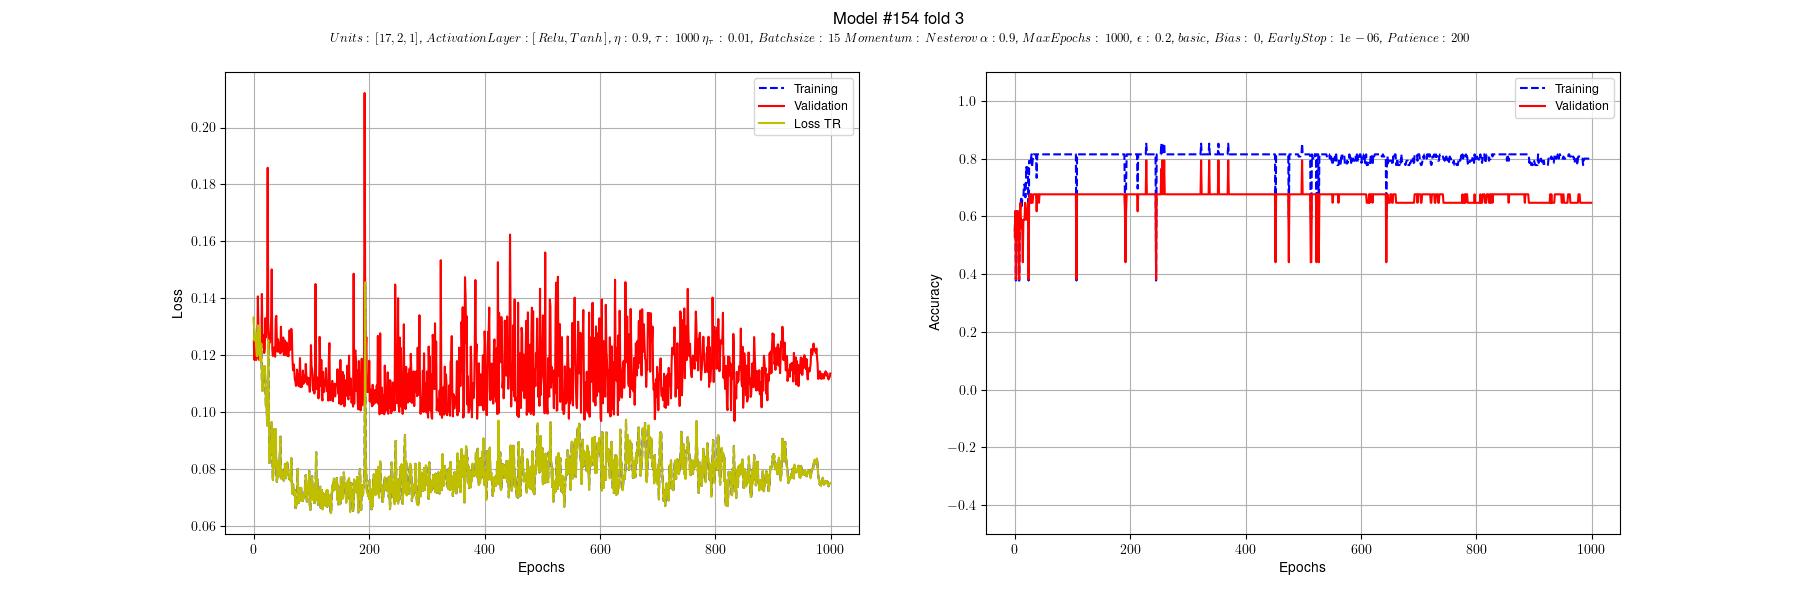 Model #154 fold 3
Units : [17, 2, 1], ActivationLayer : [ Relu, Tanh], η : 0.9, τ : 1000 ητ : 0.01, Batchsize : 15 Momentum : Nesterov α : 0.9, MaxEpochs : 1000, ϵ : 0.2, basic, Bias : 0, EarlyStop : 1e − 06, Patience : 200
Training
Validation
Loss TR
0.20
0.18
0.16
0.14
0.12
0.10
0.08
0.06
Loss
0 200 400 600 800 1000
Epochs
Training
Validation
1.0
0.8
0.6
0.4
0.2
0.0
−0.2
−0.4
Accuracy
0 200 400 600 800 1000
Epochs